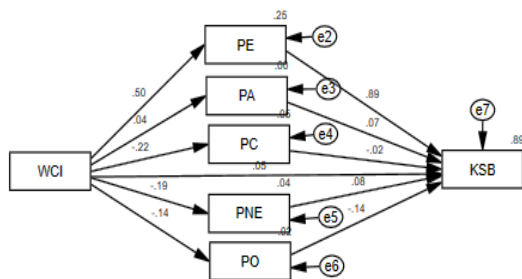 .25
PE
e2
.00
.50
.89
PA
e3
e7
.04
.05
.07
PC
e4
.89
-.22
-.02
.05
WCI
KSB
-.19
.04
.08
PNE
-.14
-.14
e5
.02
PO
e6